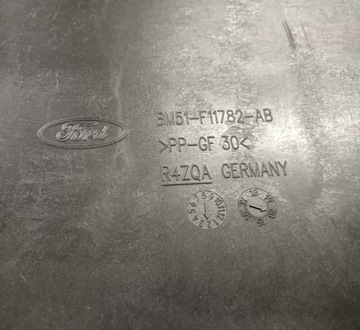 Ford
BM51-F11782-AB
>PP-GF 30<
R4ZQA GERMANY